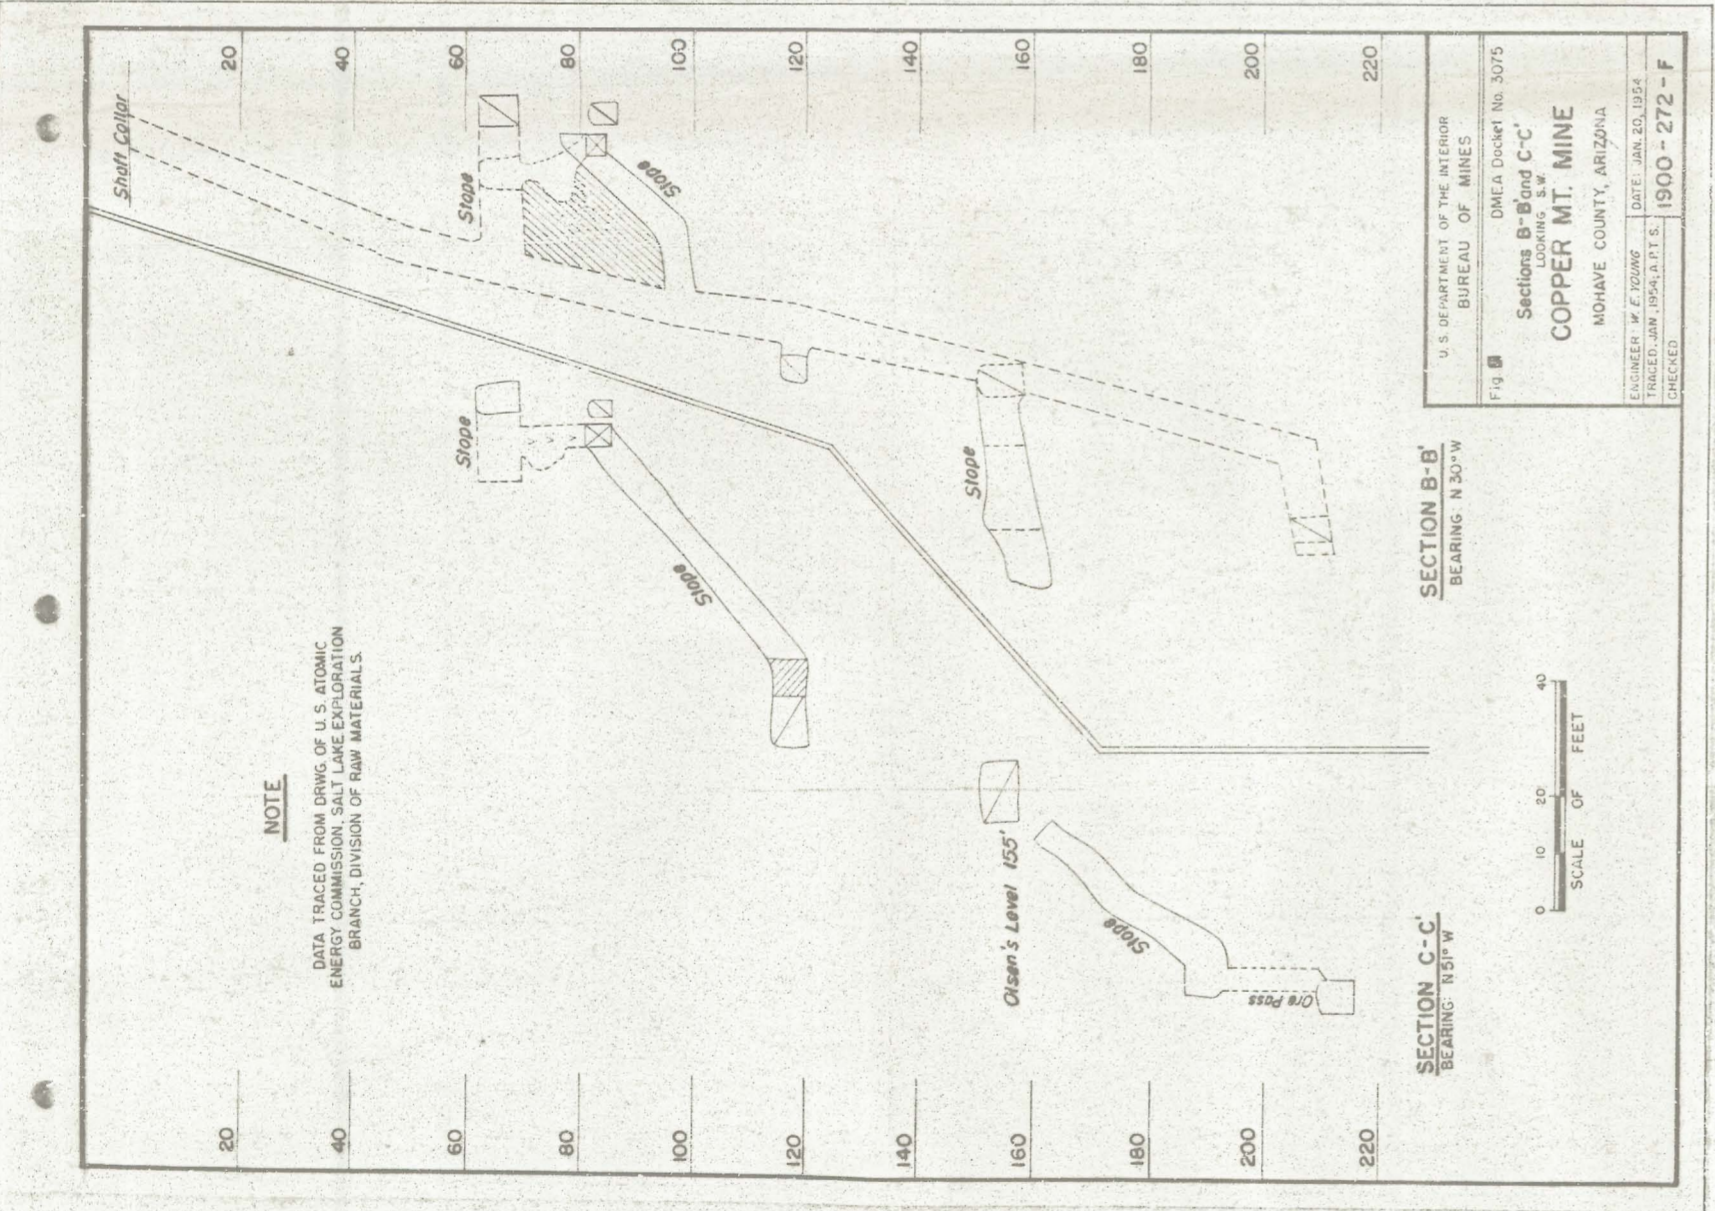 Shaft Collar
Stope
Stope
Stope
Stope
Stope
Olsen's Level 155'
Stope
Ore Pass
20
40
60
80
100
120
140
160
180
200
220
20
40
60
80
100
120
140
160
180
200
220
NOTE
DATA TRACED FROM DRWG. OF U.S. ATOMIC
ENERGY COMMISSION, SALT LAKE EXPLORATION
BRANCH, DIVISION OF RAW MATERIALS.
SECTION C-C'
BEARING: N 51° W
SECTION B-B'
BEARING N 30° W
0 10 20 40
SCALE OF FEET
U.S. DEPARTMENT OF THE INTERIOR
BUREAU OF MINES
Fig DMEA Docket No. 3075
Sections B-B' and C-C'
LOOKING S.W.
COPPER MT. MINE
MOHAVE COUNTY, ARIZONA
ENGINEER: W. E. YOUNG DATE: JAN. 20, 1954
TRACED: JAN, 1954, A.P.T.S.
CHECKED 1900-272-F